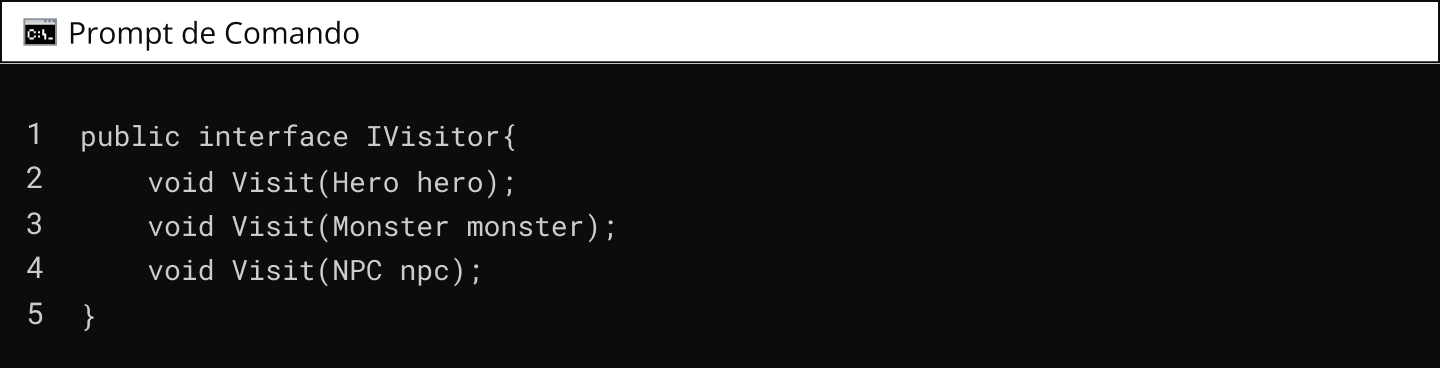 Prompt de Comando
1 public interface IVisitor{
2     void Visit(Hero hero);
3     void Visit(Monster monster);
4     void Visit(NPC npc);
5 }